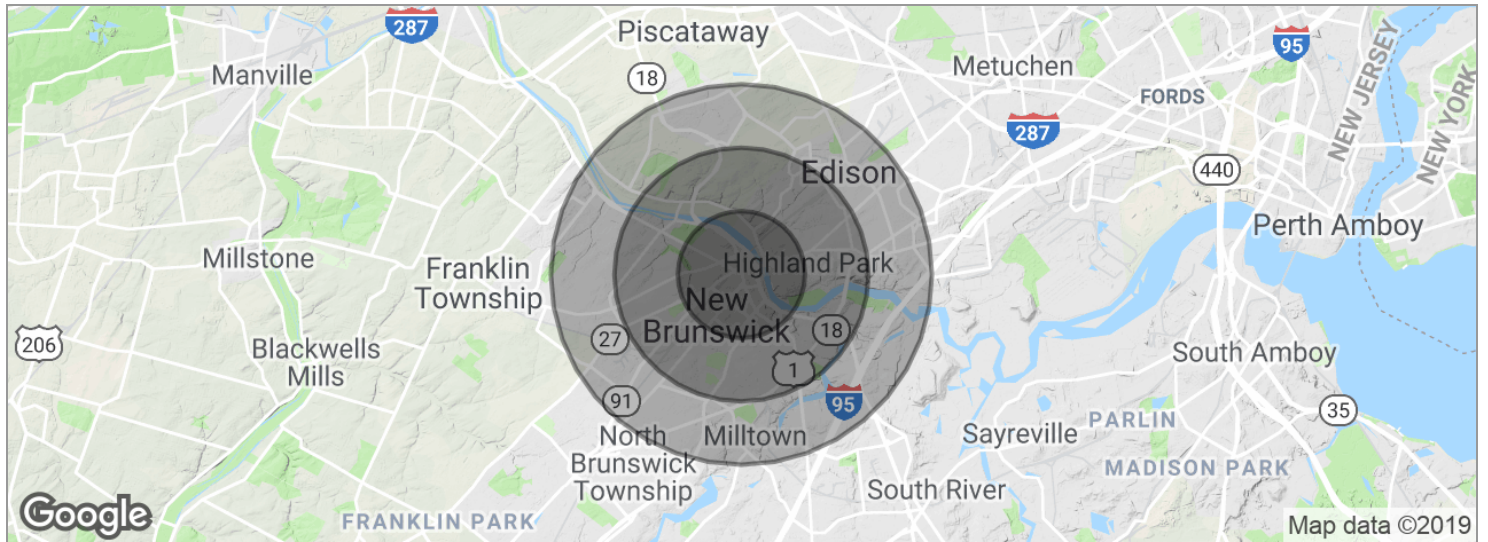 287
Piscataway
95
Manville
18
Metuchen
FORDS
NEW JERSEY
NEW YORK
287
Edison
440
Perth Amboy
Millstone
Franklin
Township
Highland Park
New
Brunswick
18
27
206
Blackwells
Mills
1
South Amboy
91
95
35
North
Brunswick
Township
Milltown
Sayreville
PARLIN
MADISON PARK
South River
Google
FRANKLIN PARK
Map data ©2019